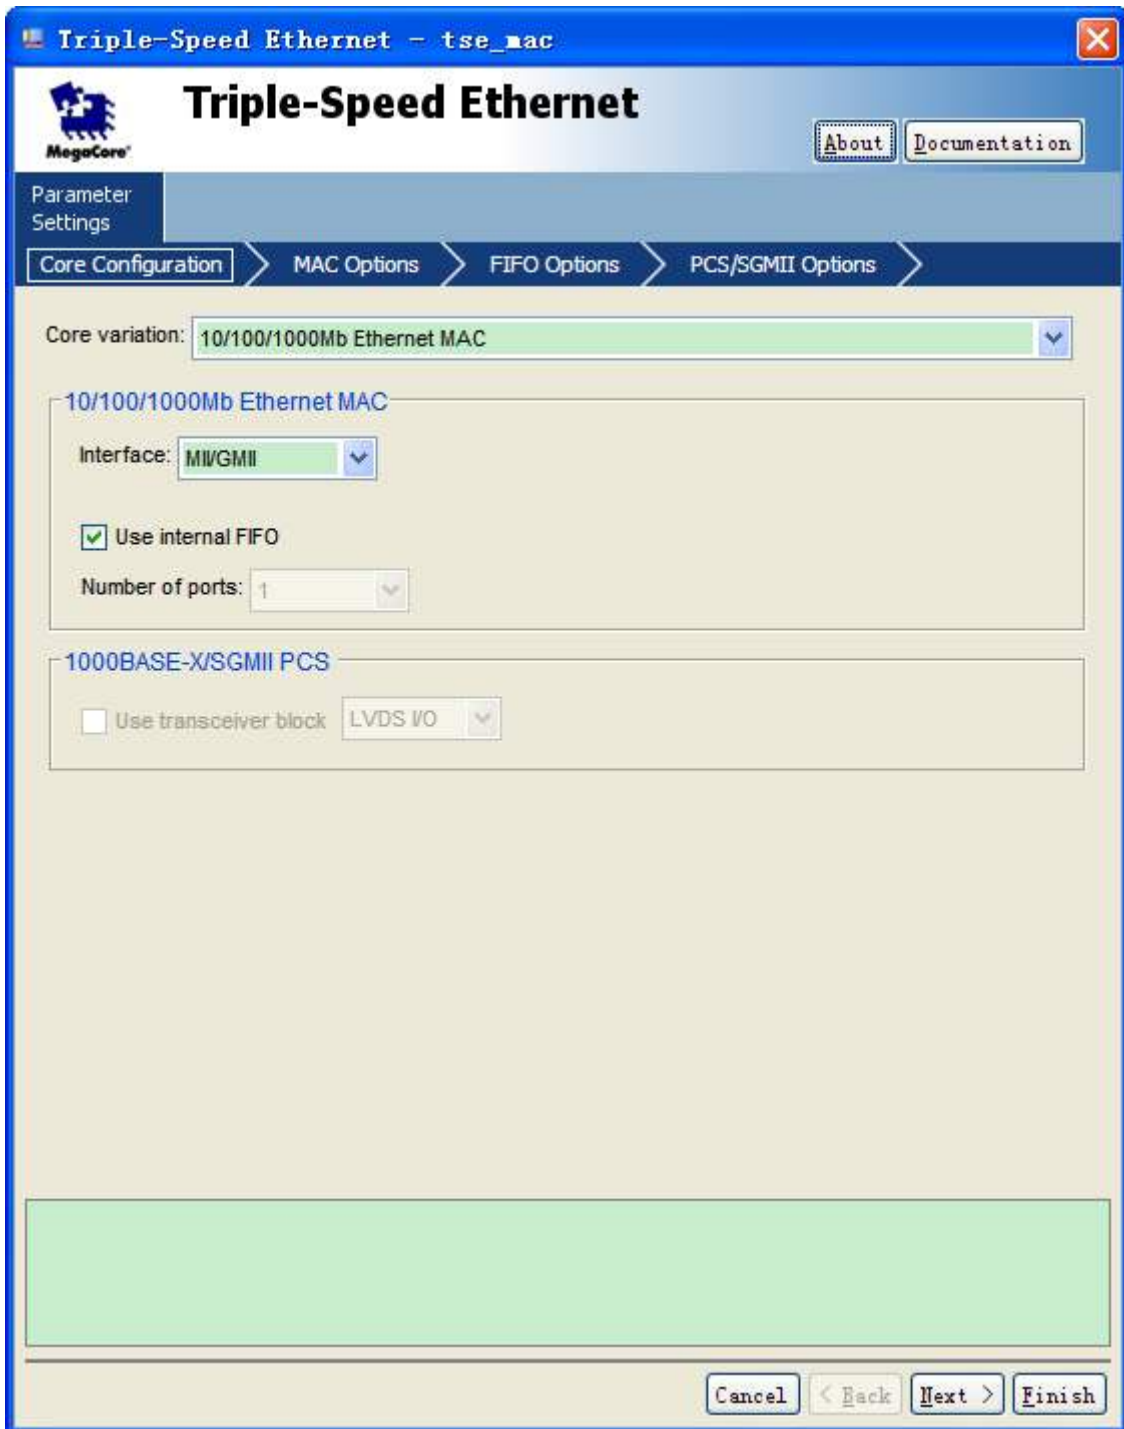 Triple-Speed Ethernet - tse_mac
Triple-Speed Ethernet
MegaCore®
About
Documentation
Parameter
Settings
Core Configuration
MAC Options
FIFO Options
PCS/SGMII Options
Core variation: 10/100/1000Mb Ethernet MAC
10/100/1000Mb Ethernet MAC
Interface: MII/GMII
Use internal FIFO
Number of ports: 1
1000BASE-X/SGMII PCS
Use transceiver block LVDS I/O
Cancel
< Back
Next >
Finish